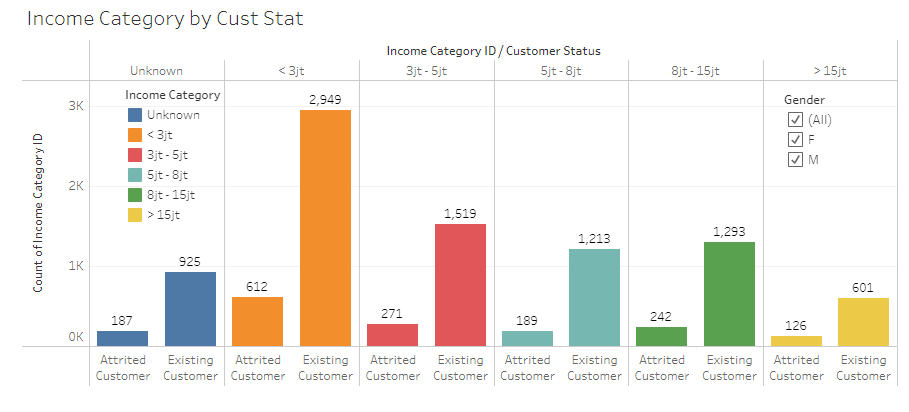 Income Category by Cust Stat
Income Category ID / Customer Status
Unknown
< 3jt
3jt - 5jt
5jt - 8jt
8jt - 15jt
> 15jt
Count of Income Category ID
3K
2K
1K
0K
Income Category
Unknown
< 3jt
3jt - 5jt
5jt - 8jt
8jt - 15jt
> 15jt
Gender
(All)
F
M
187
925
612
2,949
271
1,519
189
1,213
242
1,293
126
601
Attrited
Customer
Existing
Customer
Attrited
Customer
Existing
Customer
Attrited
Customer
Existing
Customer
Attrited
Customer
Existing
Customer
Attrited
Customer
Existing
Customer
Attrited
Customer
Existing
Customer